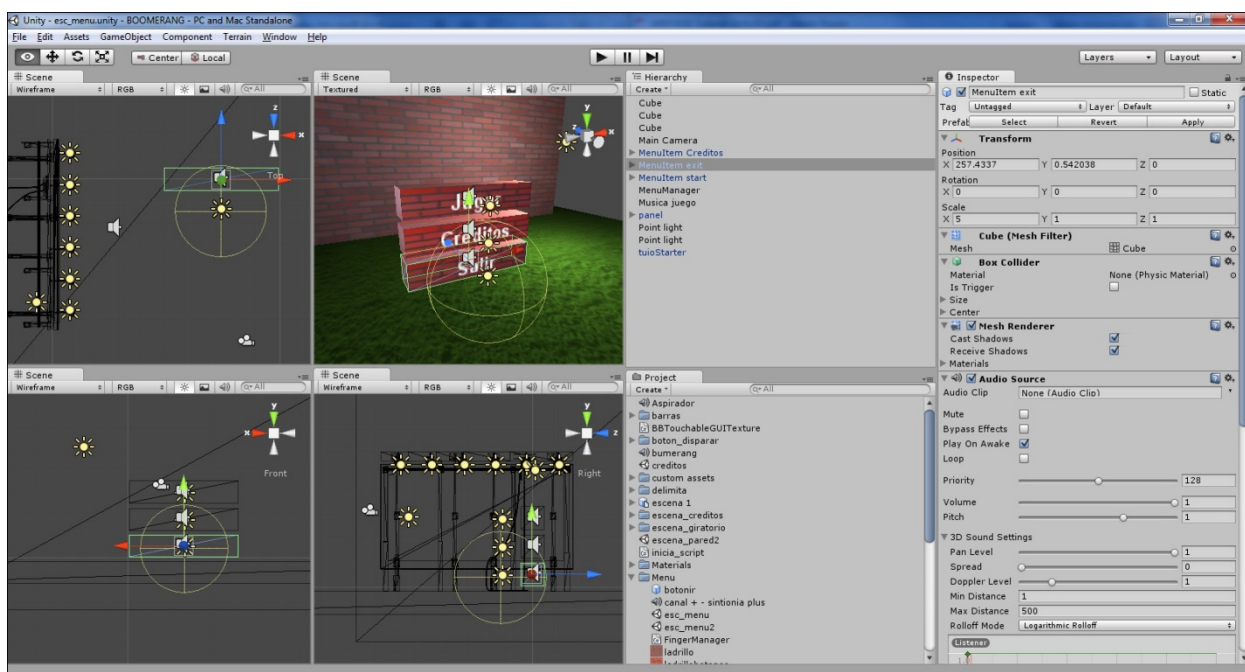 Unity - esc_menu.unity - BOOMERANG - PC and Mac Standalone
File Edit Assets GameObject Component Terrain Window Help
Center Local Layers Layout
Scene
Wireframe RGB All
z
x
Top
Scene
Textured RGB All
y
x
z
Jugar
Creditos
Salir
Hierarchy
Create All
Cube
Cube
Cube
Main Camera
MenuItem Creditos
MenuItem exit
MenuItem start
MenuManager
Musica juego
panel
Point light
Point light
tuioStarter
Scene
Wireframe RGB All
y
x
Front
Scene
Wireframe RGB All
y
z
Right
Project
Create All
Aspirador
barras
BBTouchableGUITexture
boton_disparar
bumerang
creditos
custom assets
delimita
escena 1
escena_creditos
escena_giratorio
escena_pared2
inicia_script
Materials
Menu
botonir
canal + - sintionia plus
esc_menu
esc_menu2
FingerManager
ladrillo
Inspector
MenuItem exit Static
Tag Untagged Layer Default
Prefab Select Revert Apply
Transform
Position
X 257.4337 Y 0.542038 Z 0
Rotation
X 0 Y 0 Z 0
Scale
X 5 Y 1 Z 1
Cube (Mesh Filter)
Mesh Cube
Box Collider
Material None (Physic Material)
Is Trigger
Size
Center
Mesh Renderer
Cast Shadows
Receive Shadows
Materials
Audio Source
Audio Clip None (Audio Clip)
Mute
Bypass Effects
Play On Awake
Loop
Priority 128
Volume 1
Pitch 1
3D Sound Settings
Pan Level 1
Spread 0
Doppler Level 1
Min Distance 1
Max Distance 500
Rolloff Mode Logarithmic Rolloff
Listener